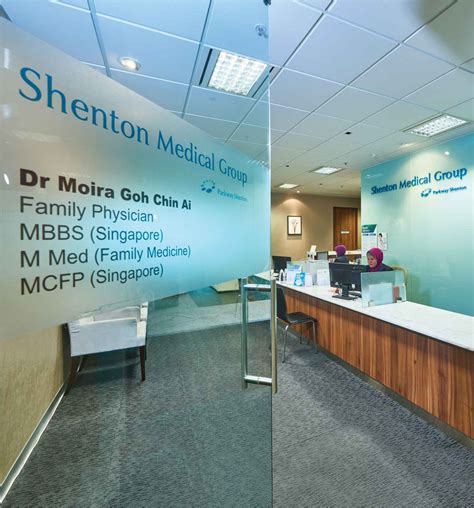 Shenton Medical Group
Parkway Shenton
Dr Moira Goh Chin Ai
Family Physician
MBBS (Singapore)
M Med (Family Medicine)
MCFP (Singapore)
Shenton Medical Group
Parkway Shenton